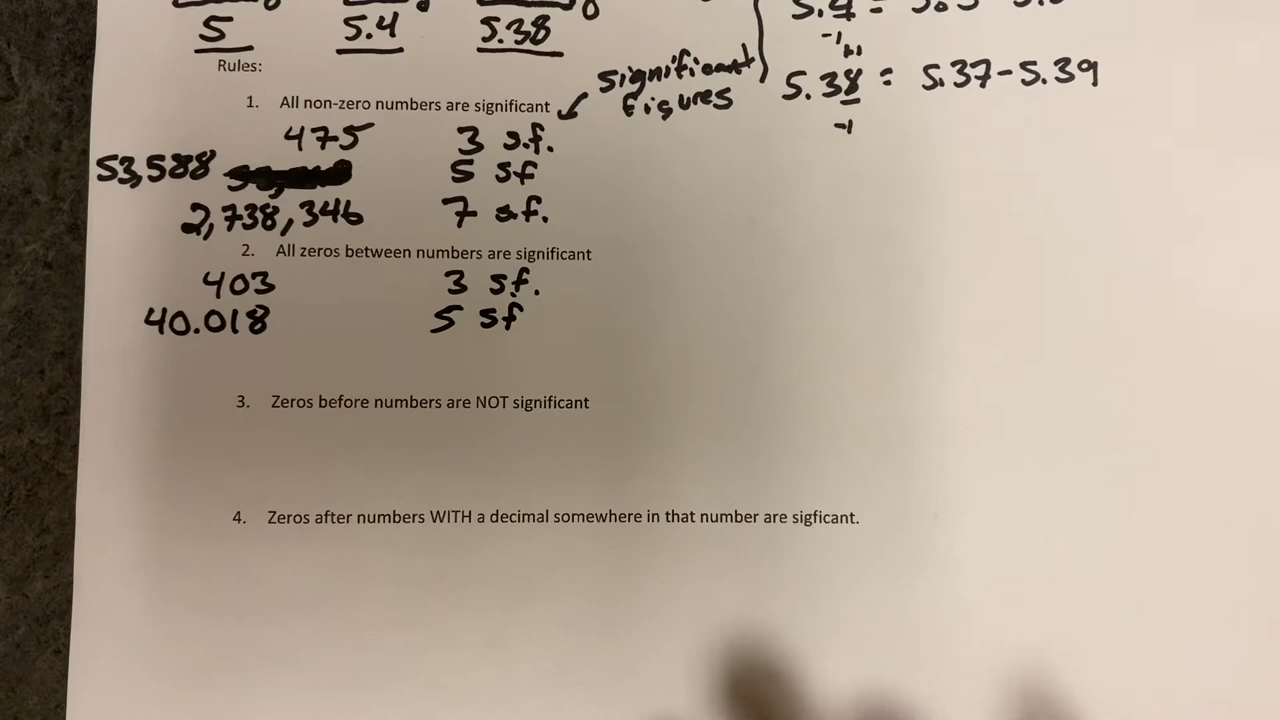 5 5.4 5.38
Rules:
significant
figures
5.38 = 5.37-5.39
+1
-1
-1
1. All non-zero numbers are significant
475 3 s.f.
53,588 5 sf
2,738,346 7 s.f.
2. All zeros between numbers are significant
403 3 sf.
40.018 5 sf
3. Zeros before numbers are NOT significant
4. Zeros after numbers WITH a decimal somewhere in that number are sigficant.